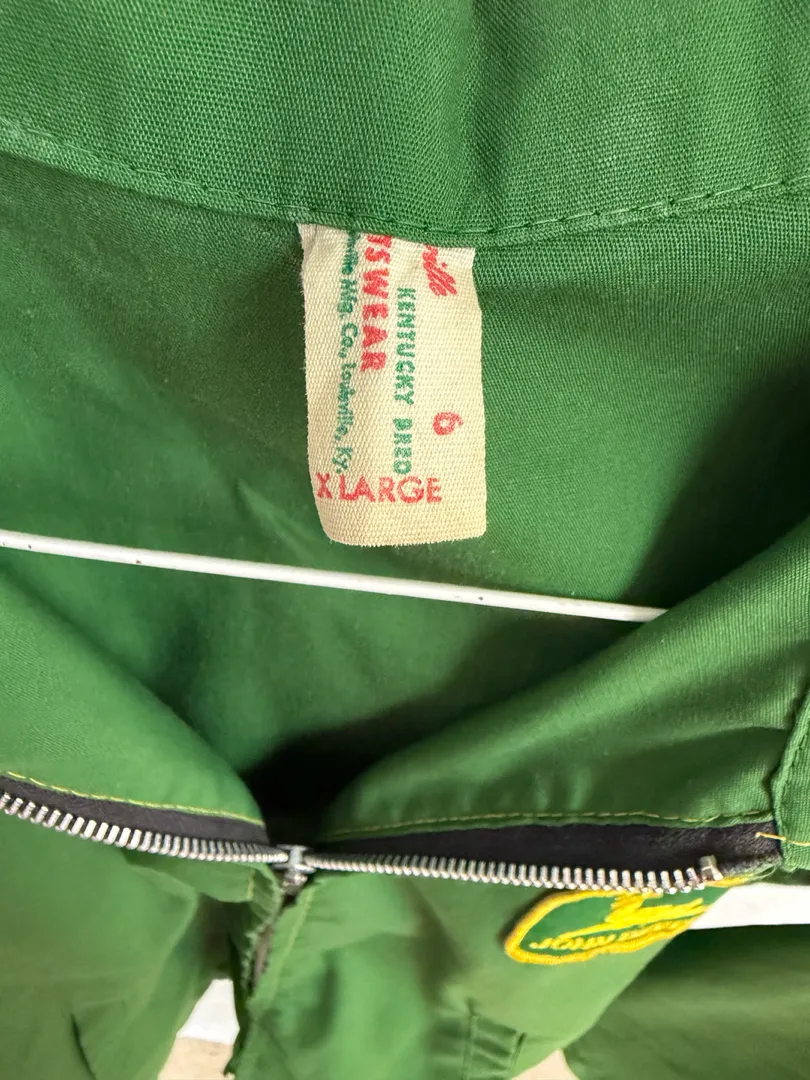 KENTUCKY BRED
TSWEAR
Mfg. Co., Louisville, Ky.
6
X LARGE